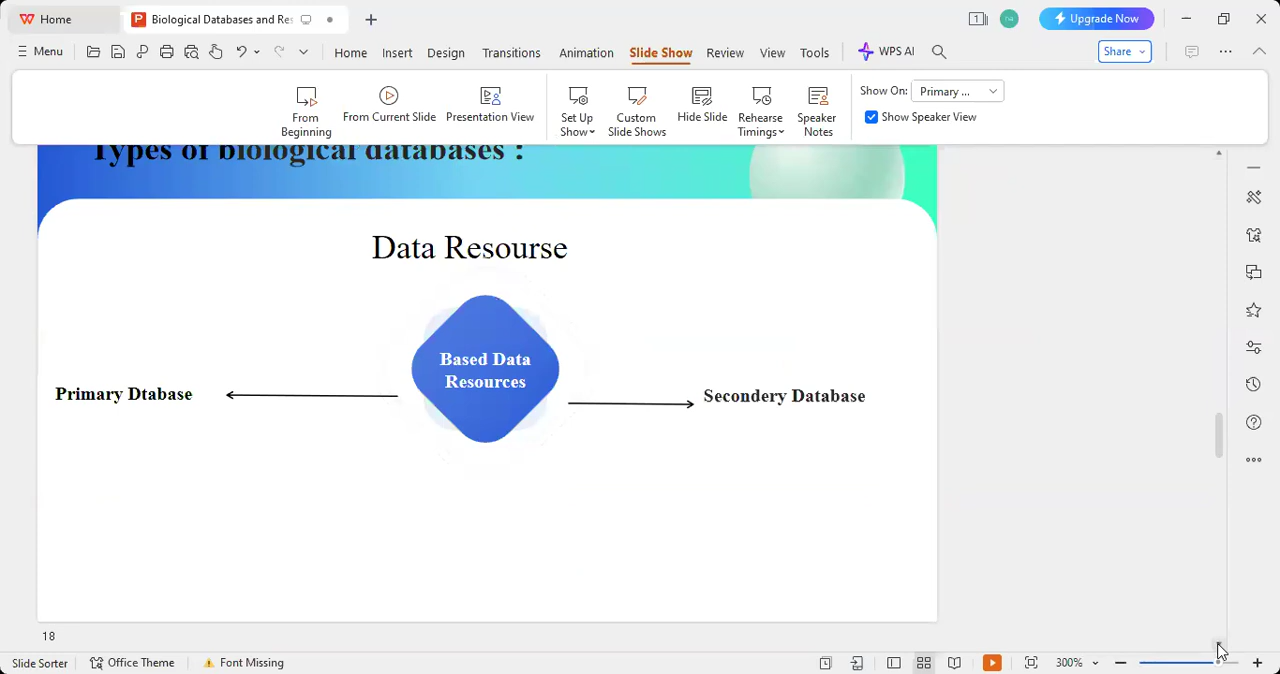 Home
Biological Databases and Res
1
Upgrade Now
Menu
Home Insert Design Transitions Animation Slide Show Review View Tools WPS AI
Share
From Beginning
From Current Slide
Presentation View
Set Up Show
Custom Slide Shows
Hide Slide
Rehearse Timings
Speaker Notes
Show On: Primary ...
Show Speaker View
Types of biological databases :
Data Resourse
Based Data
Resources
Primary Dtabase
Secondery Database
18
Slide Sorter
Office Theme
Font Missing
300%